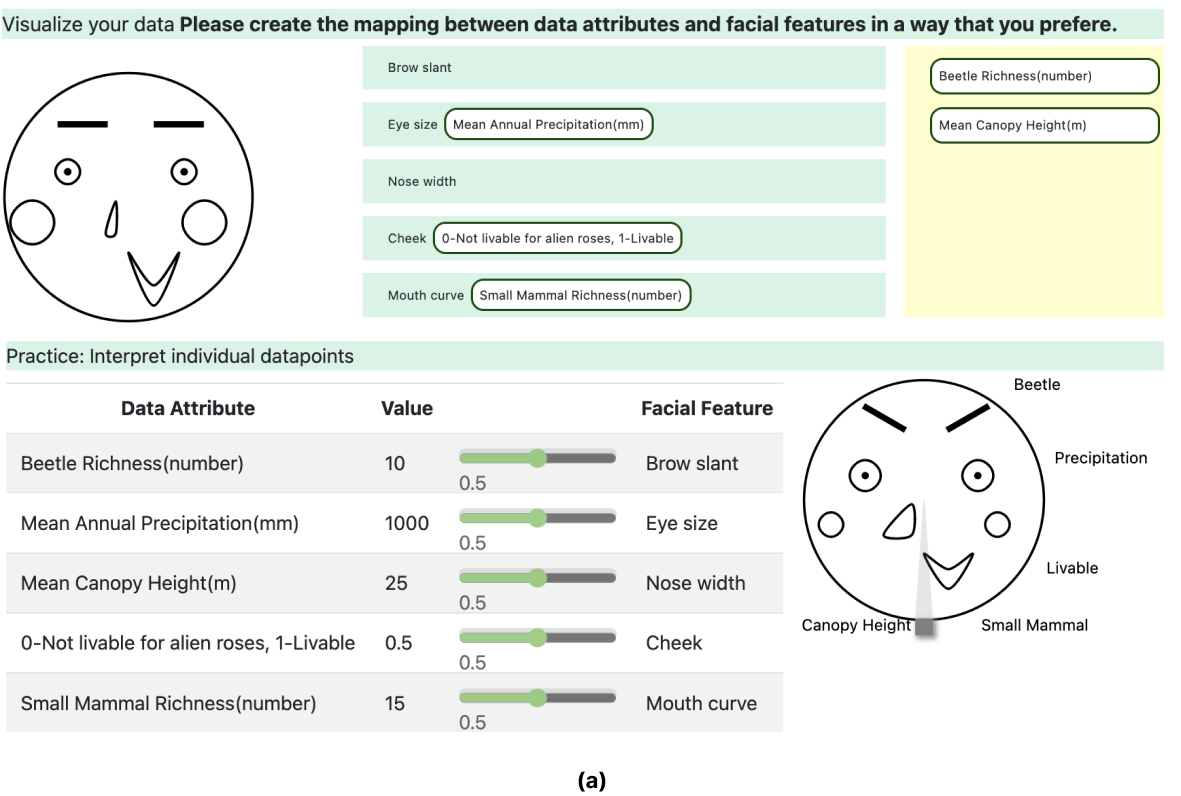 Visualize your data Please create the mapping between data attributes and facial features in a way that you prefere.
Brow slant
Eye size Mean Annual Precipitation(mm)
Nose width
Cheek 0-Not livable for alien roses, 1-Livable
Mouth curve Small Mammal Richness(number)
Beetle Richness(number)
Mean Canopy Height(m)
Practice: Interpret individual datapoints
Data Attribute Value Facial Feature
Beetle Richness(number) 10 0.5 Brow slant
Mean Annual Precipitation(mm) 1000 0.5 Eye size
Mean Canopy Height(m) 25 0.5 Nose width
0-Not livable for alien roses, 1-Livable 0.5 0.5 Cheek
Small Mammal Richness(number) 15 0.5 Mouth curve
Beetle
Precipitation
Livable
Canopy Height Small Mammal
(a)